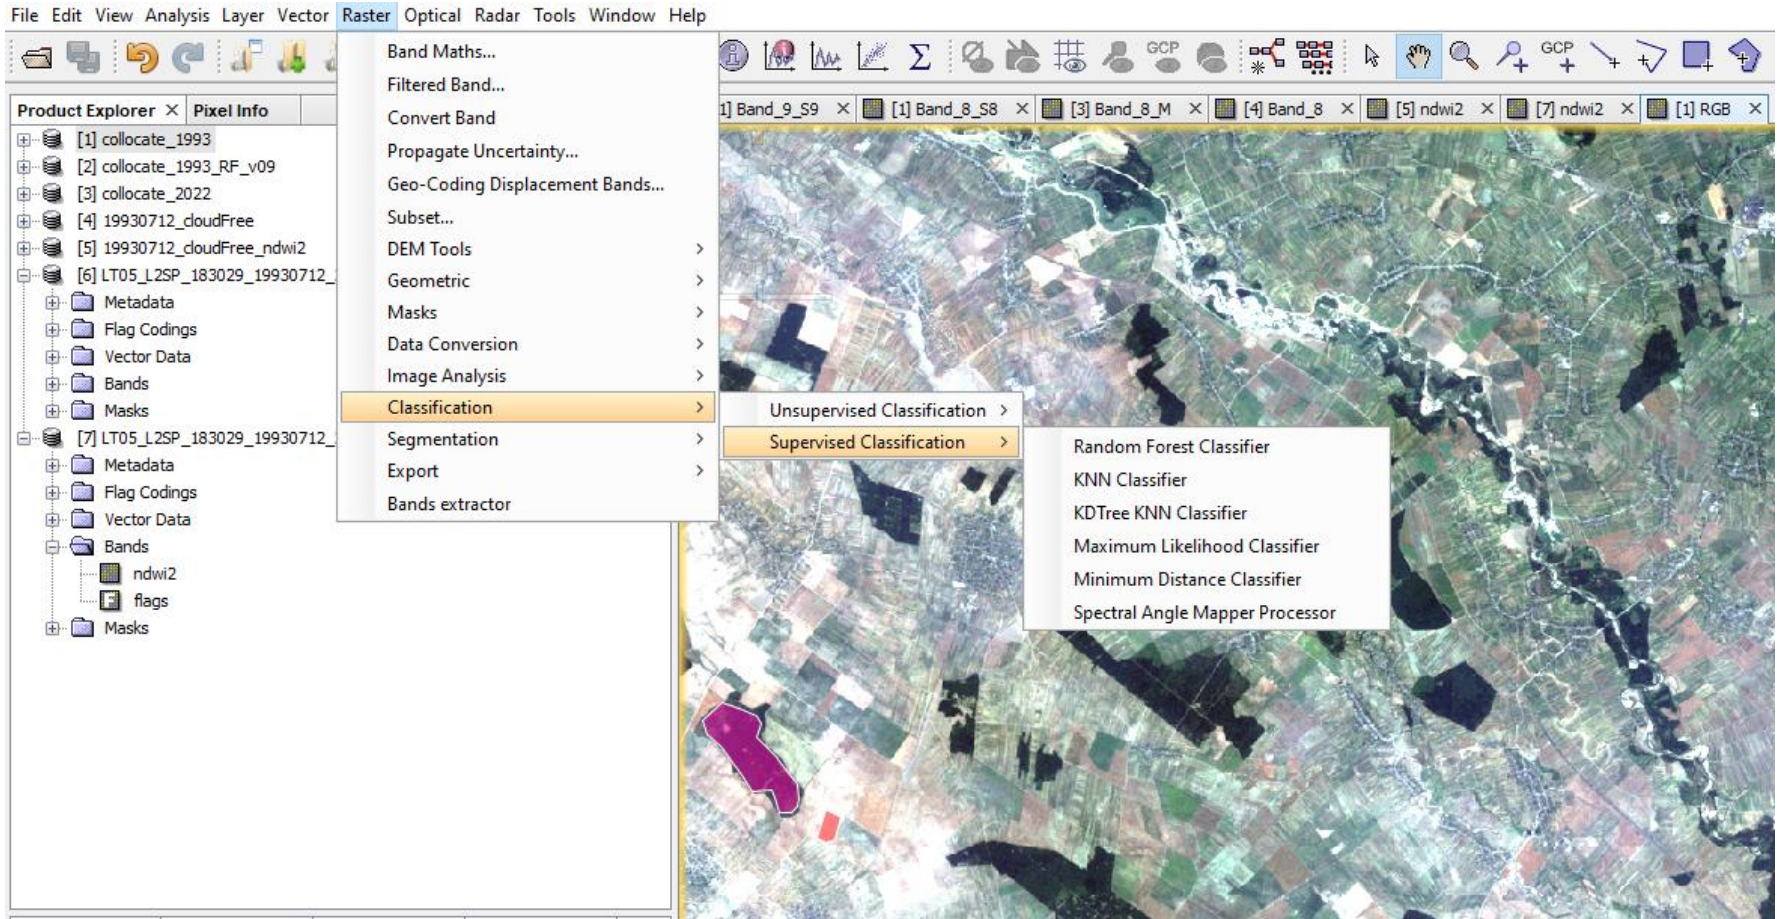 File Edit View Analysis Layer Vector Raster Optical Radar Tools Window Help
GCP GCP
Product Explorer × Pixel Info
1] Band_9_S9 × [1] Band_8_S8 × [3] Band_8_M × [4] Band_8 × [5] ndwi2 × [7] ndwi2 × [1] RGB ×
[1] collocate_1993
[2] collocate_1993_RF_v09
[3] collocate_2022
[4] 19930712_cloudFree
[5] 19930712_cloudFree_ndwi2
[6] LT05_L2SP_183029_19930712_
Metadata
Flag Codings
Vector Data
Bands
Masks
[7] LT05_L2SP_183029_19930712_
Metadata
Flag Codings
Vector Data
Bands
ndwi2
flags
Masks
Band Maths...
Filtered Band...
Convert Band
Propagate Uncertainty...
Geo-Coding Displacement Bands...
Subset...
DEM Tools
Geometric
Masks
Data Conversion
Image Analysis
Classification
Segmentation
Export
Bands extractor
Unsupervised Classification
Supervised Classification
Random Forest Classifier
KNN Classifier
KDTree KNN Classifier
Maximum Likelihood Classifier
Minimum Distance Classifier
Spectral Angle Mapper Processor